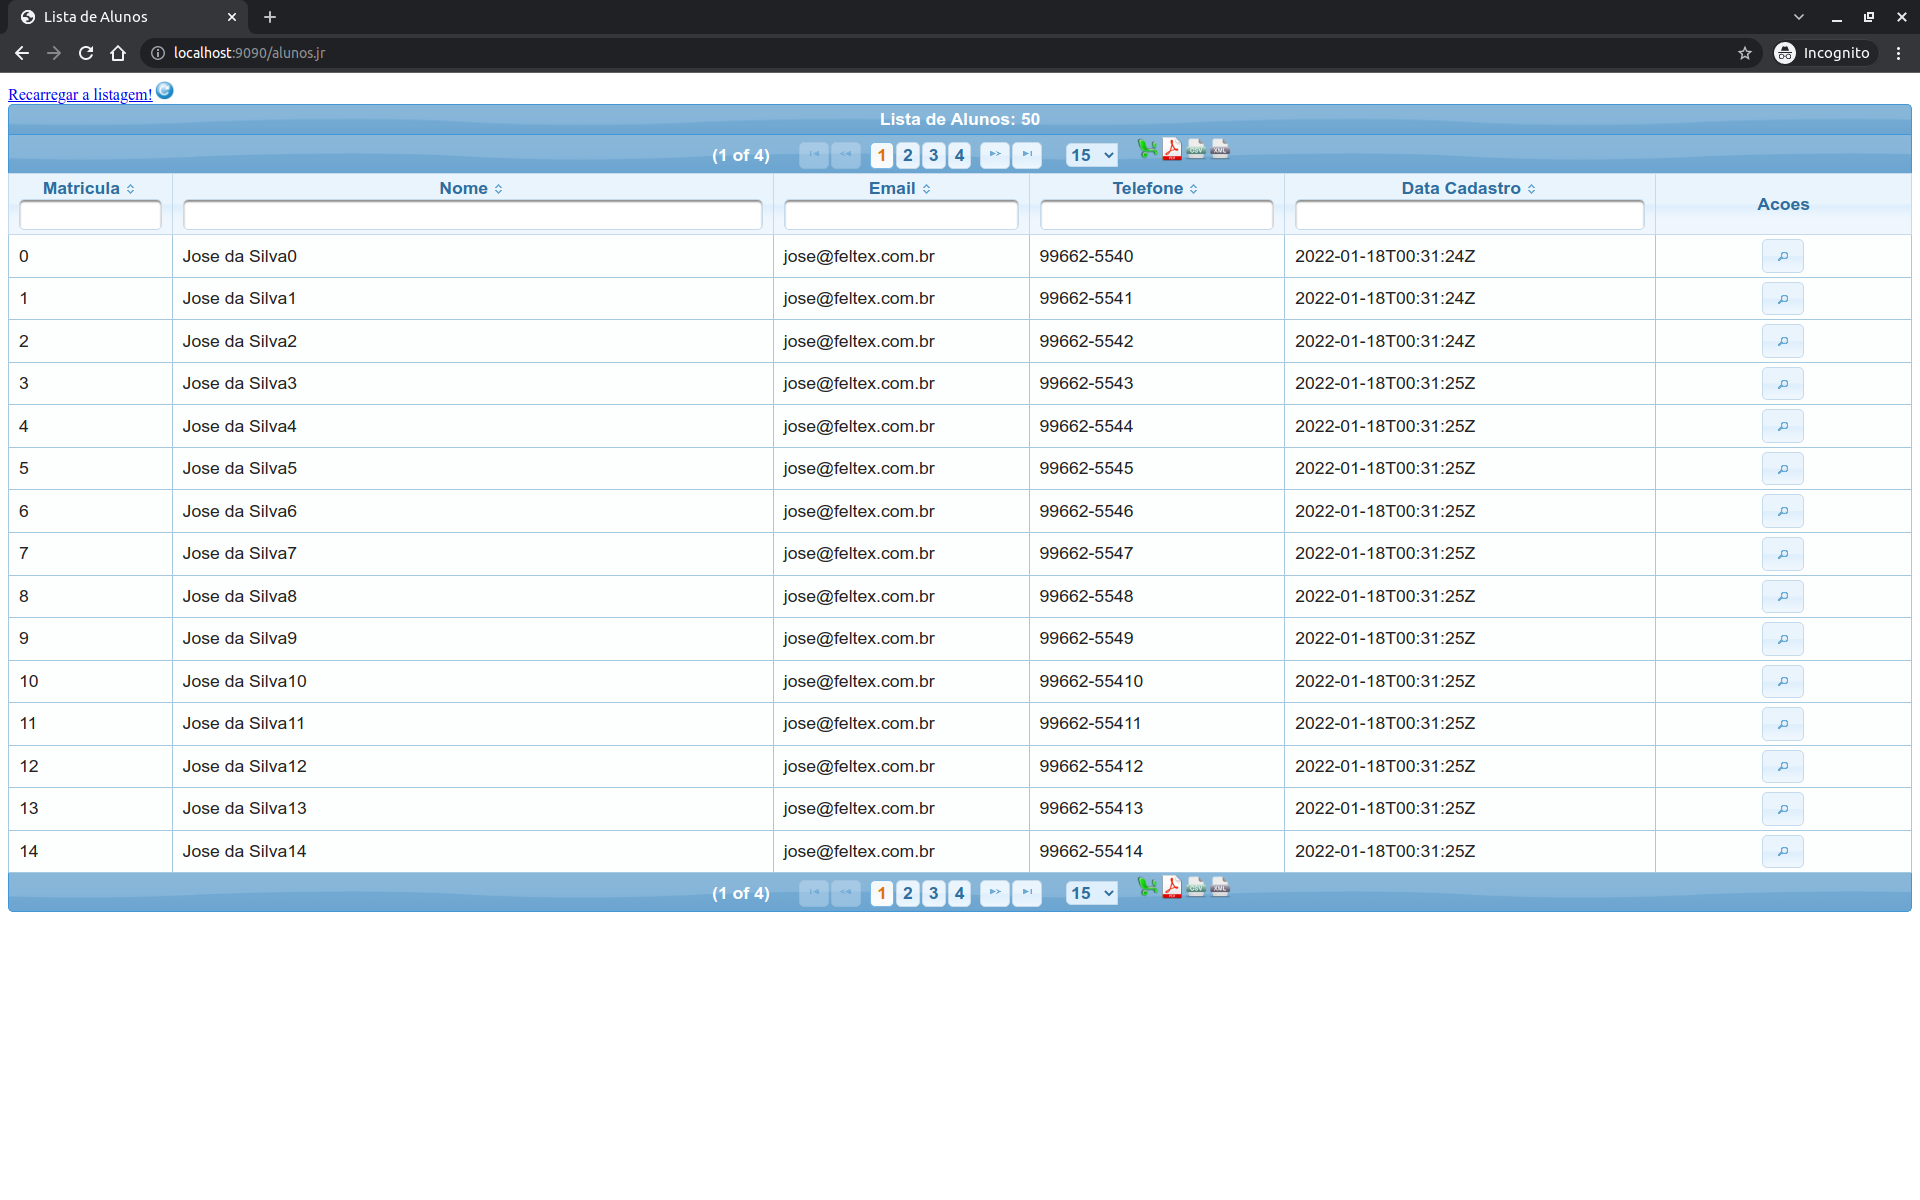 Lista de Alunos
localhost:9090/alunos.jr
Incognito
Recarregar a listagem!
Lista de Alunos: 50
(1 of 4) 1 2 3 4 15 PDF CSV XML
Matricula Nome Email Telefone Data Cadastro Acoes
0 Jose da Silva0 jose@feltex.com.br 99662-5540 2022-01-18T00:31:24Z
1 Jose da Silva1 jose@feltex.com.br 99662-5541 2022-01-18T00:31:24Z
2 Jose da Silva2 jose@feltex.com.br 99662-5542 2022-01-18T00:31:24Z
3 Jose da Silva3 jose@feltex.com.br 99662-5543 2022-01-18T00:31:25Z
4 Jose da Silva4 jose@feltex.com.br 99662-5544 2022-01-18T00:31:25Z
5 Jose da Silva5 jose@feltex.com.br 99662-5545 2022-01-18T00:31:25Z
6 Jose da Silva6 jose@feltex.com.br 99662-5546 2022-01-18T00:31:25Z
7 Jose da Silva7 jose@feltex.com.br 99662-5547 2022-01-18T00:31:25Z
8 Jose da Silva8 jose@feltex.com.br 99662-5548 2022-01-18T00:31:25Z
9 Jose da Silva9 jose@feltex.com.br 99662-5549 2022-01-18T00:31:25Z
10 Jose da Silva10 jose@feltex.com.br 99662-55410 2022-01-18T00:31:25Z
11 Jose da Silva11 jose@feltex.com.br 99662-55411 2022-01-18T00:31:25Z
12 Jose da Silva12 jose@feltex.com.br 99662-55412 2022-01-18T00:31:25Z
13 Jose da Silva13 jose@feltex.com.br 99662-55413 2022-01-18T00:31:25Z
14 Jose da Silva14 jose@feltex.com.br 99662-55414 2022-01-18T00:31:25Z
(1 of 4) 1 2 3 4 15 PDF CSV XML